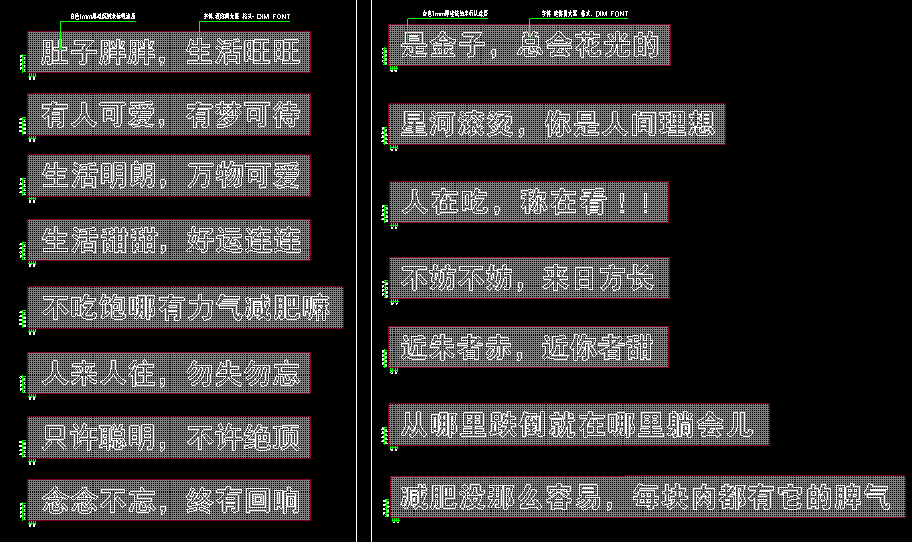 DIM FONT
肚子胖胖，生活旺旺
有人可爱，有梦可待
生活明朗，万物可爱
生活甜甜，好运连连
不吃饱哪有力气减肥嘛
人来人往，勿失勿忘
只许聪明，不许绝顶
念念不忘，终有回响
DIM FONT
是金子，总会花光的
星河滚烫，你是人间理想
人在吃，称在看！！
不妨不妨，来日方长
近朱者赤，近你者甜
从哪里跌倒就在哪里躺会儿
减肥没那么容易，每块肉都有它的脾气